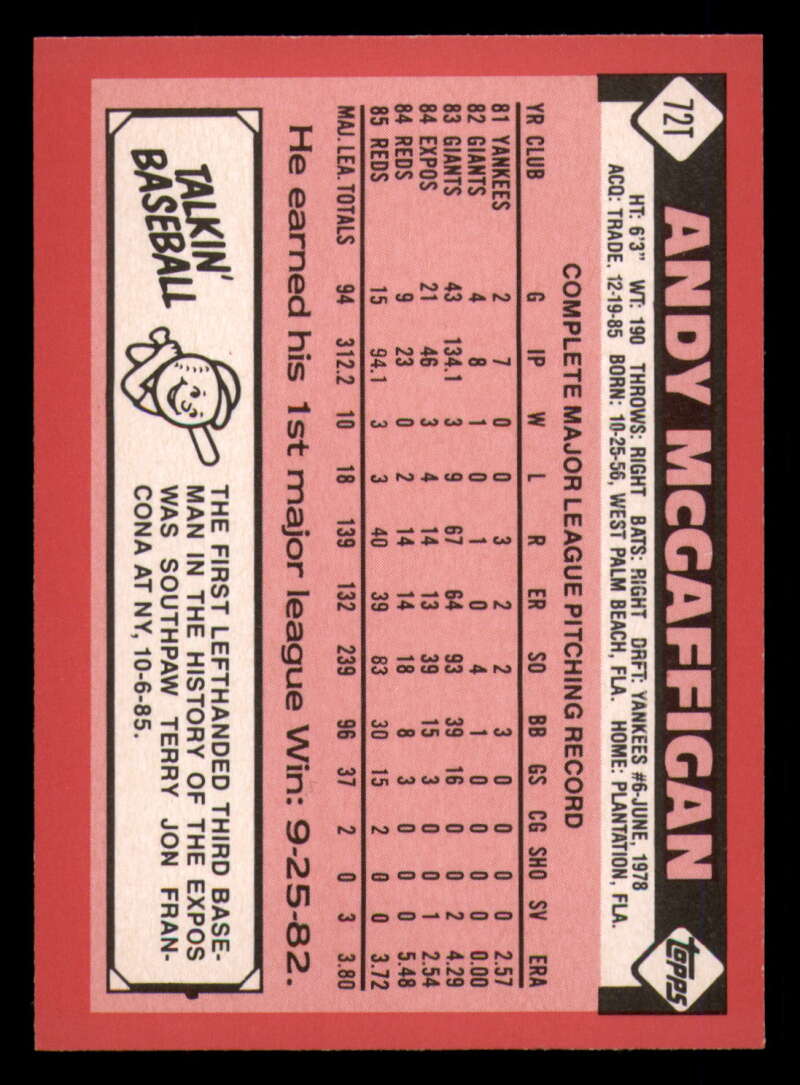 72T
ANDY McGAFFIGAN
topps
HT: 6'3" WT: 190 THROWS: RIGHT BATS: RIGHT DRFT: YANKEES #6-JUNE, 1978
ACQ: TRADE, 12-19-85 BORN: 10-25-56, WEST PALM BEACH, FLA. HOME: PLANTATION, FLA.
COMPLETE MAJOR LEAGUE PITCHING RECORD
YR CLUB G IP W L R ER SO BB GS CG SHO SV ERA
81 YANKEES 2 7 0 0 3 2 2 3 0 0 0 0 2.57
82 GIANTS 4 8 1 0 1 0 4 1 0 0 0 0 0.00
83 GIANTS 43 134.1 3 9 67 64 93 39 16 0 0 2 4.29
84 EXPOS 21 46 3 4 14 13 39 15 3 0 0 1 2.54
84 REDS 9 23 0 2 14 14 18 8 3 0 0 0 5.48
85 REDS 15 94.1 3 3 40 39 83 30 15 2 0 0 3.72
MAJ. LEA. TOTALS 94 312.2 10 18 139 132 239 96 37 2 0 3 3.80
He earned his 1st major league Win: 9-25-82.
TALKIN'
BASEBALL
THE FIRST LEFTHANDED THIRD BASE-
MAN IN THE HISTORY OF THE EXPOS
WAS SOUTHPAW TERRY JON FRAN-
CONA AT NY, 10-6-85.